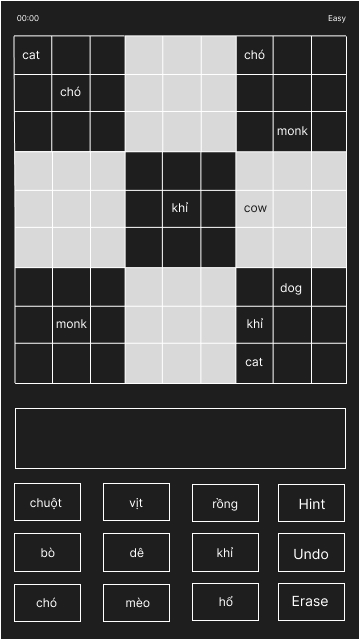 00:00 Easy
cat chó
chó
monk
khỉ cow
dog
monk khỉ
cat
chuột vịt rồng Hint
bò dê khỉ Undo
chó mèo hổ Erase